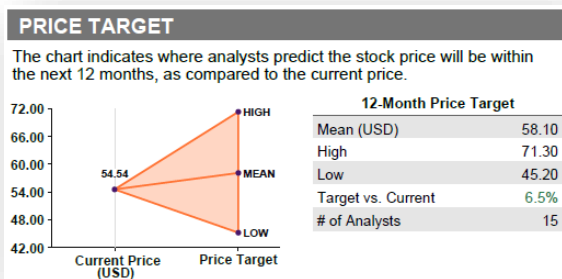 PRICE TARGET
The chart indicates where analysts predict the stock price will be within
the next 12 months, as compared to the current price.
72.00
66.00
60.00
54.00
48.00
42.00
54.54
HIGH
MEAN
LOW
Current Price
(USD)
Price Target
12-Month Price Target
Mean (USD) 58.10
High 71.30
Low 45.20
Target vs. Current 6.5%
# of Analysts 15